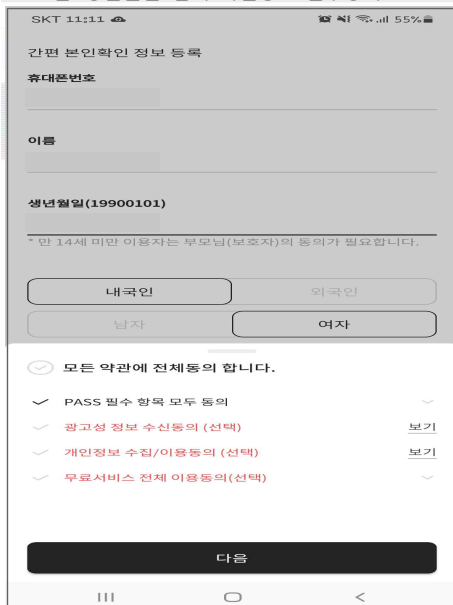 SKT 11:11 55%
간편 본인확인 정보 등록
휴대폰번호
이름
생년월일(19900101)
* 만 14세 미만 이용자는 부모님(보호자)의 동의가 필요합니다.
내국인 외국인
남자 여자
모든 약관에 전체동의 합니다.
PASS 필수 항목 모두 동의
광고성 정보 수신동의 (선택) 보기
개인정보 수집/이용동의 (선택) 보기
무료서비스 전체 이용동의(선택)
다음